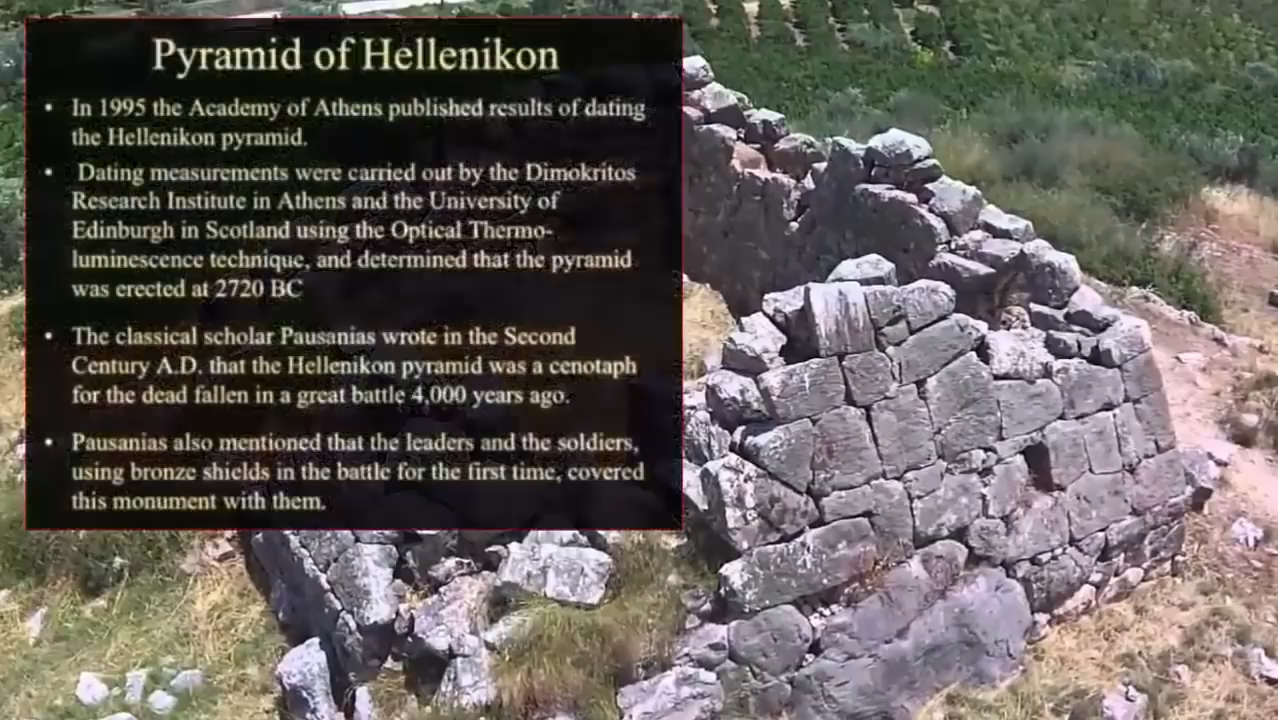 Pyramid of Hellenikon
• In 1995 the Academy of Athens published results of dating
the Hellenikon pyramid.
• Dating measurements were carried out by the Dimokritos
Research Institute in Athens and the University of
Edinburgh in Scotland using the Optical Thermo-
luminescence technique, and determined that the pyramid
was erected at 2720 BC
• The classical scholar Pausanias wrote in the Second
Century A.D. that the Hellenikon pyramid was a cenotaph
for the dead fallen in a great battle 4,000 years ago.
• Pausanias also mentioned that the leaders and the soldiers,
using bronze shields in the battle for the first time, covered
this monument with them.